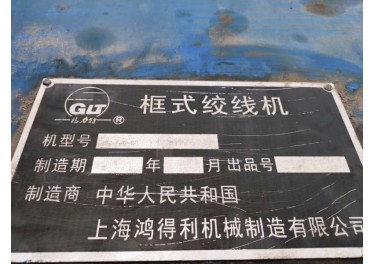 GLT ®
框式绞线机
机型号
制造期 年 月 出品号
制造商 中华人民共和国
上海鸿得利机械制造有限公司